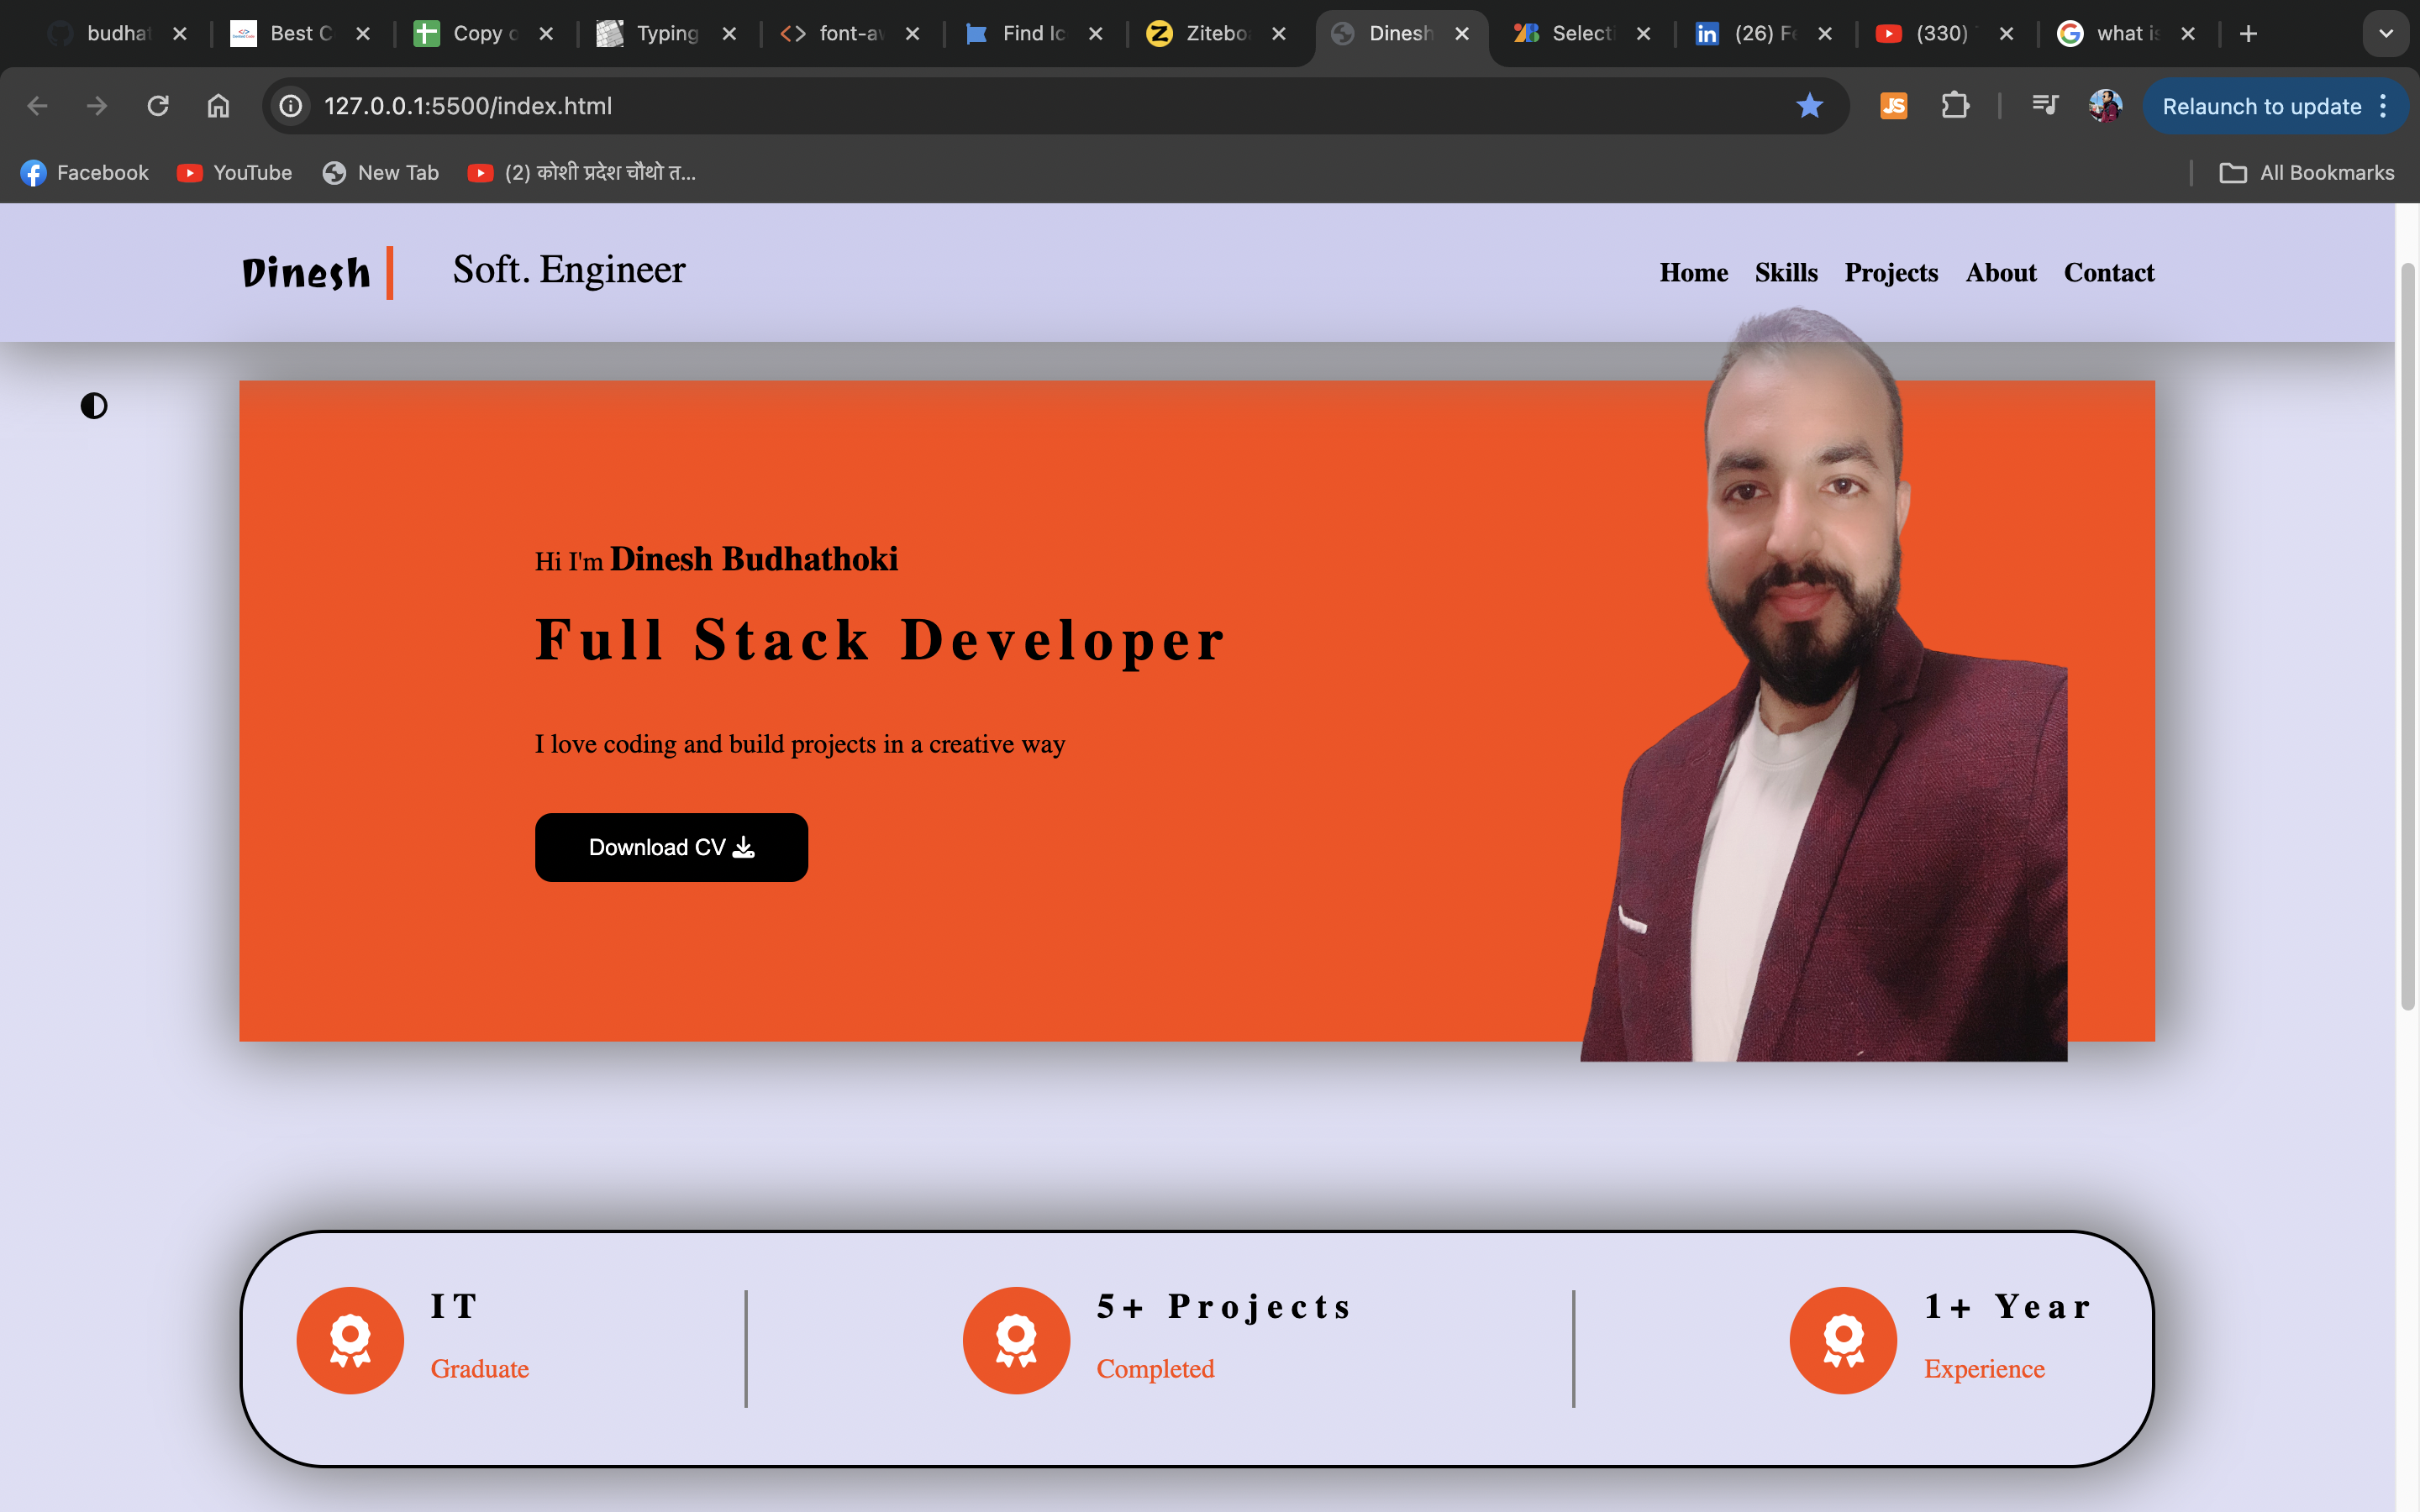 budhat
Best C
Copy o
Typing
font-aw
Find Ic
Zitebo
Dinesh
Selecti
(26) Fe
(330)
what is
127.0.0.1:5500/index.html
JS
Relaunch to update
Facebook
YouTube
New Tab
(2) कोशी प्रदेश चौथो त...
All Bookmarks
Dinesh
Soft. Engineer
Home Skills Projects About Contact
Hi I'm Dinesh Budhathoki
Full Stack Developer
I love coding and build projects in a creative way
Download CV
IT
Graduate
5+ Projects
Completed
1+ Year
Experience